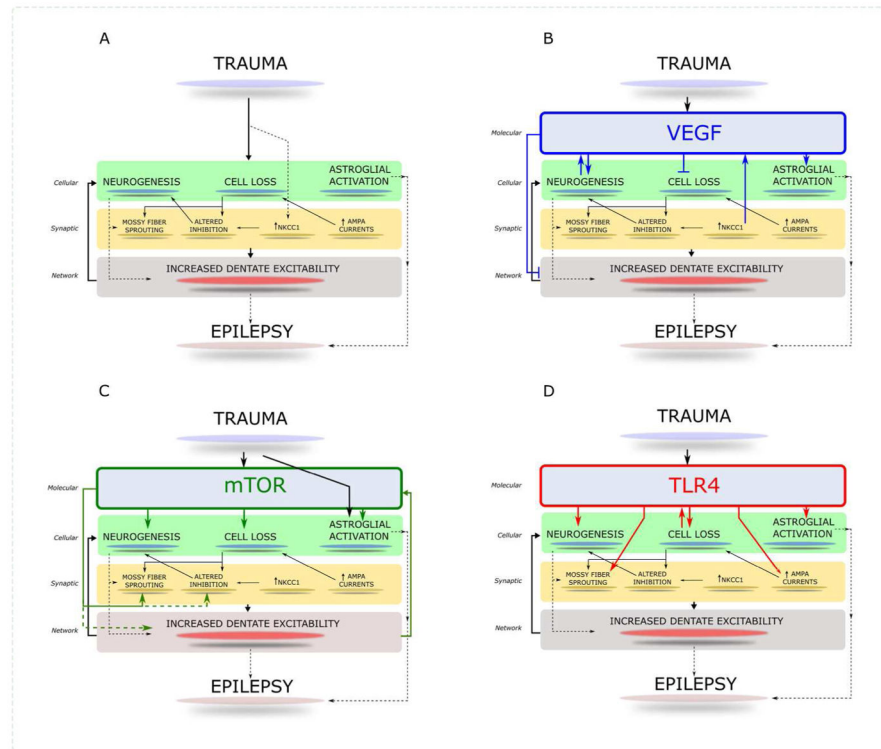 A
TRAUMA
Cellular
NEUROGENESIS
CELL LOSS
ASTROGLIAL
ACTIVATION
Synaptic
MOSSY FIBER
SPROUTING
ALTERED
INHIBITION
↑NKCC1
↑ AMPA
CURRENTS
Network
INCREASED DENTATE EXCITABILITY
EPILEPSY
B
TRAUMA
Molecular
VEGF
Cellular
NEUROGENESIS
CELL LOSS
ASTROGLIAL
ACTIVATION
Synaptic
MOSSY FIBER
SPROUTING
ALTERED
INHIBITION
↑NKCC1
↑ AMPA
CURRENTS
Network
INCREASED DENTATE EXCITABILITY
EPILEPSY
C
TRAUMA
Molecular
mTOR
Cellular
NEUROGENESIS
CELL LOSS
ASTROGLIAL
ACTIVATION
Synaptic
MOSSY FIBER
SPROUTING
ALTERED
INHIBITION
↑NKCC1
↑ AMPA
CURRENTS
Network
INCREASED DENTATE EXCITABILITY
EPILEPSY
D
TRAUMA
Molecular
TLR4
Cellular
NEUROGENESIS
CELL LOSS
ASTROGLIAL
ACTIVATION
Synaptic
MOSSY FIBER
SPROUTING
ALTERED
INHIBITION
↑NKCC1
↑ AMPA
CURRENTS
Network
INCREASED DENTATE EXCITABILITY
EPILEPSY